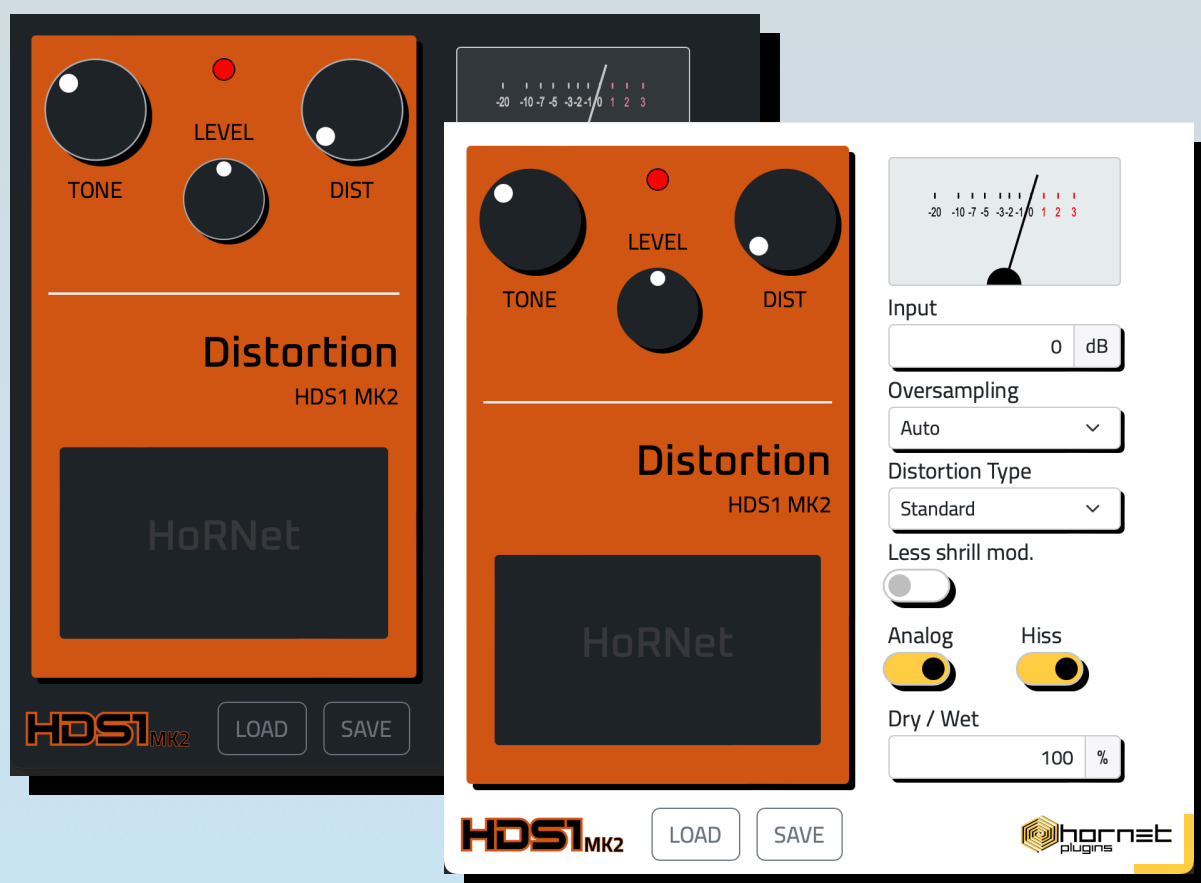 LEVEL
TONE
DIST
Distortion
HDS1 MK2
HoRNet
HDS1 MK2
LOAD
SAVE
-20 -10 -7 -5 -3 -2 -1 0 1 2 3
LEVEL
TONE
DIST
Distortion
HDS1 MK2
HoRNet
HDS1 MK2
LOAD
SAVE
-20 -10 -7 -5 -3 -2 -1 0 1 2 3
Input
0 dB
Oversampling
Auto
Distortion Type
Standard
Less shrill mod.
Analog
Hiss
Dry / Wet
100 %
hornet
plugins